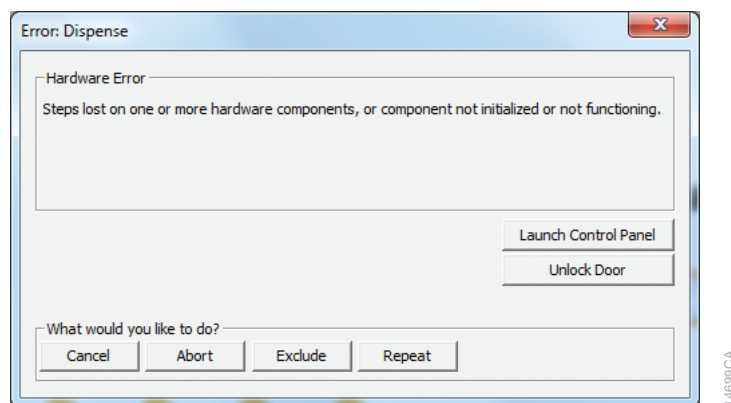 Error: Dispense
Hardware Error
Steps lost on one or more hardware components, or component not initialized or not functioning.
Launch Control Panel
Unlock Door
What would you like to do?
Cancel Abort Exclude Repeat
14699CA